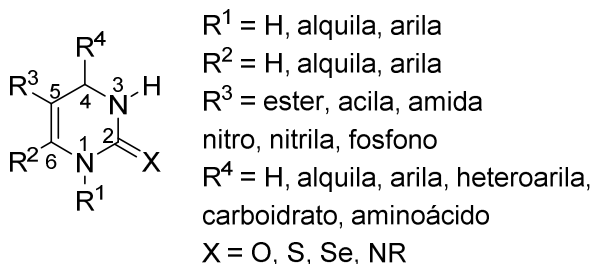 R¹ = H, alquila, arila
R² = H, alquila, arila
R³ = ester, acila, amida
nitro, nitrila, fosfono
R⁴ = H, alquila, arila, heteroarila,
carboidrato, aminoácido
X = O, S, Se, NR
R⁴
R³ 5 3 H
4 N
R² 1 2
6 N X
R¹